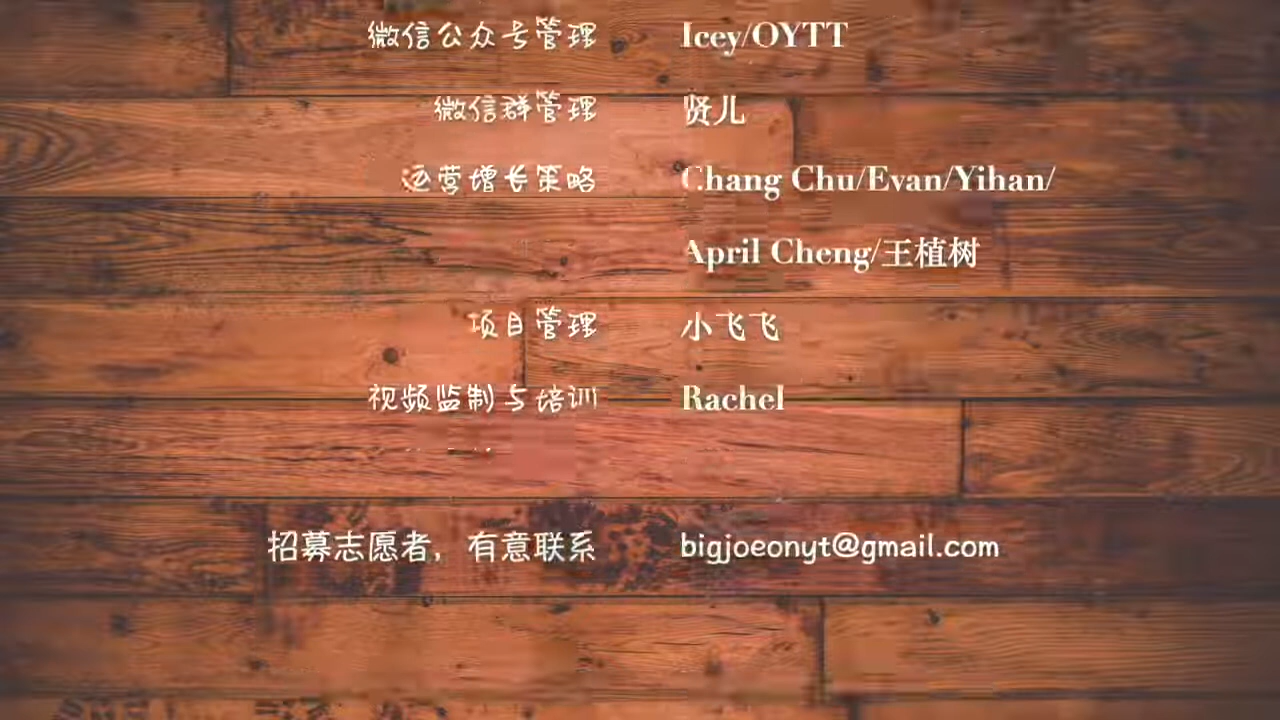 微信公众号管理 Icey/OYTT
微信群管理 贤儿
运营增长策略 Chang Chu/Evan/Yihan/
April Cheng/王植树
项目管理 小飞飞
视频监制与培训 Rachel
招募志愿者，有意联系 bigjoeonyt@gmail.com